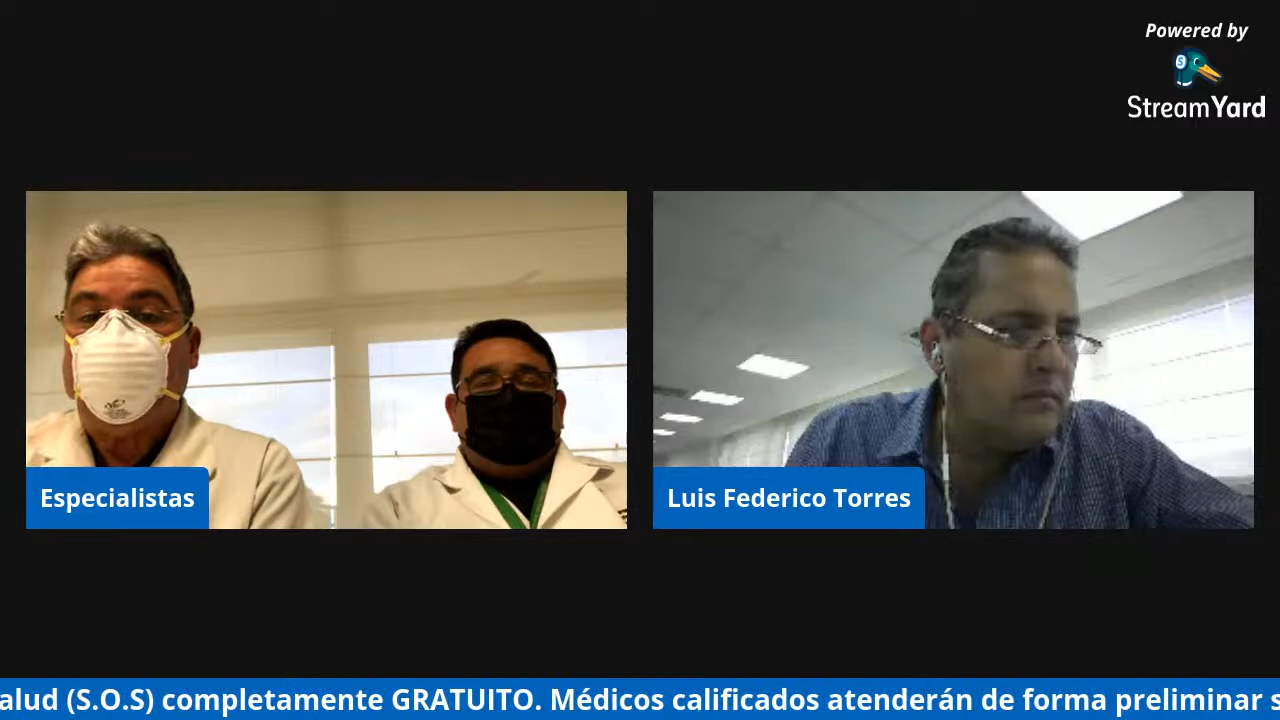 Powered by
StreamYard
Especialistas
Luis Federico Torres
alud (S.O.S) completamente GRATUITO. Médicos calificados atenderán de forma preliminar s